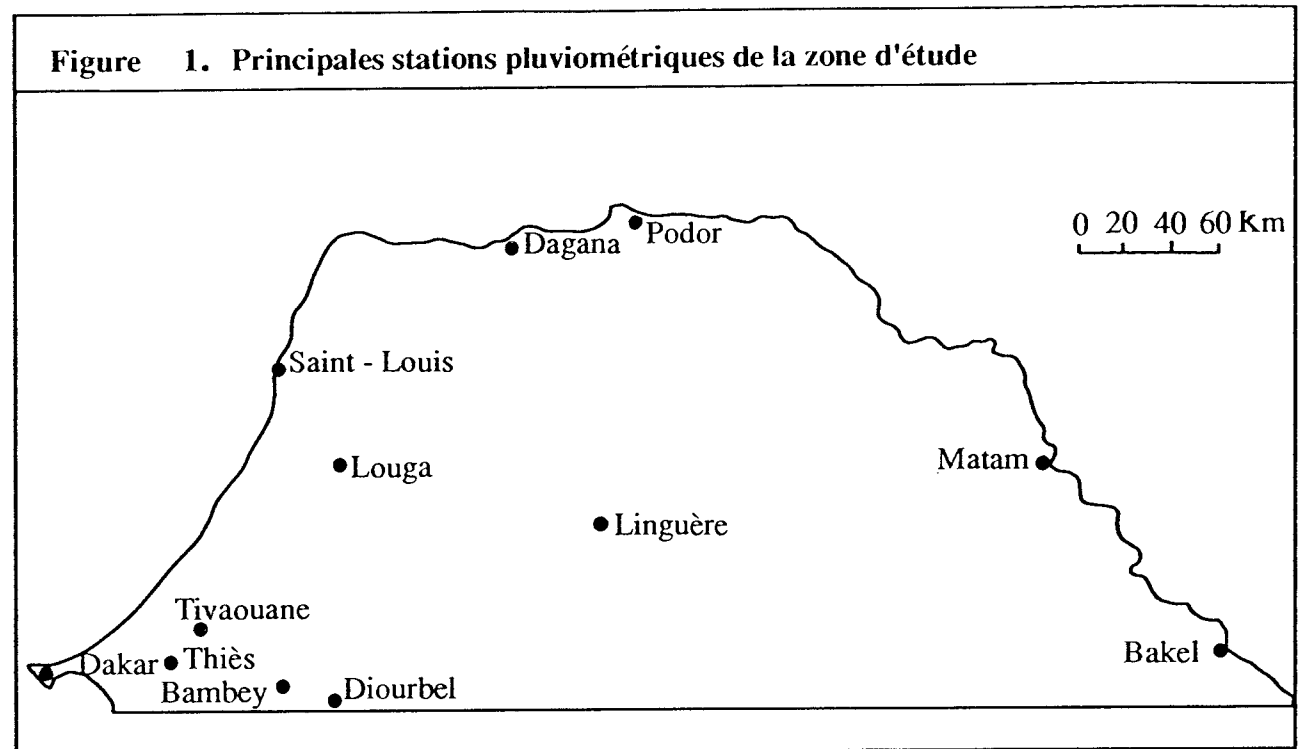 Figure 1. Principales stations pluviométriques de la zone d'étude
0 20 40 60 Km
Podor
Dagana
Saint - Louis
Louga
Matam
Linguère
Tivaouane
Dakar
Thiès
Bakel
Bambey
Diourbel